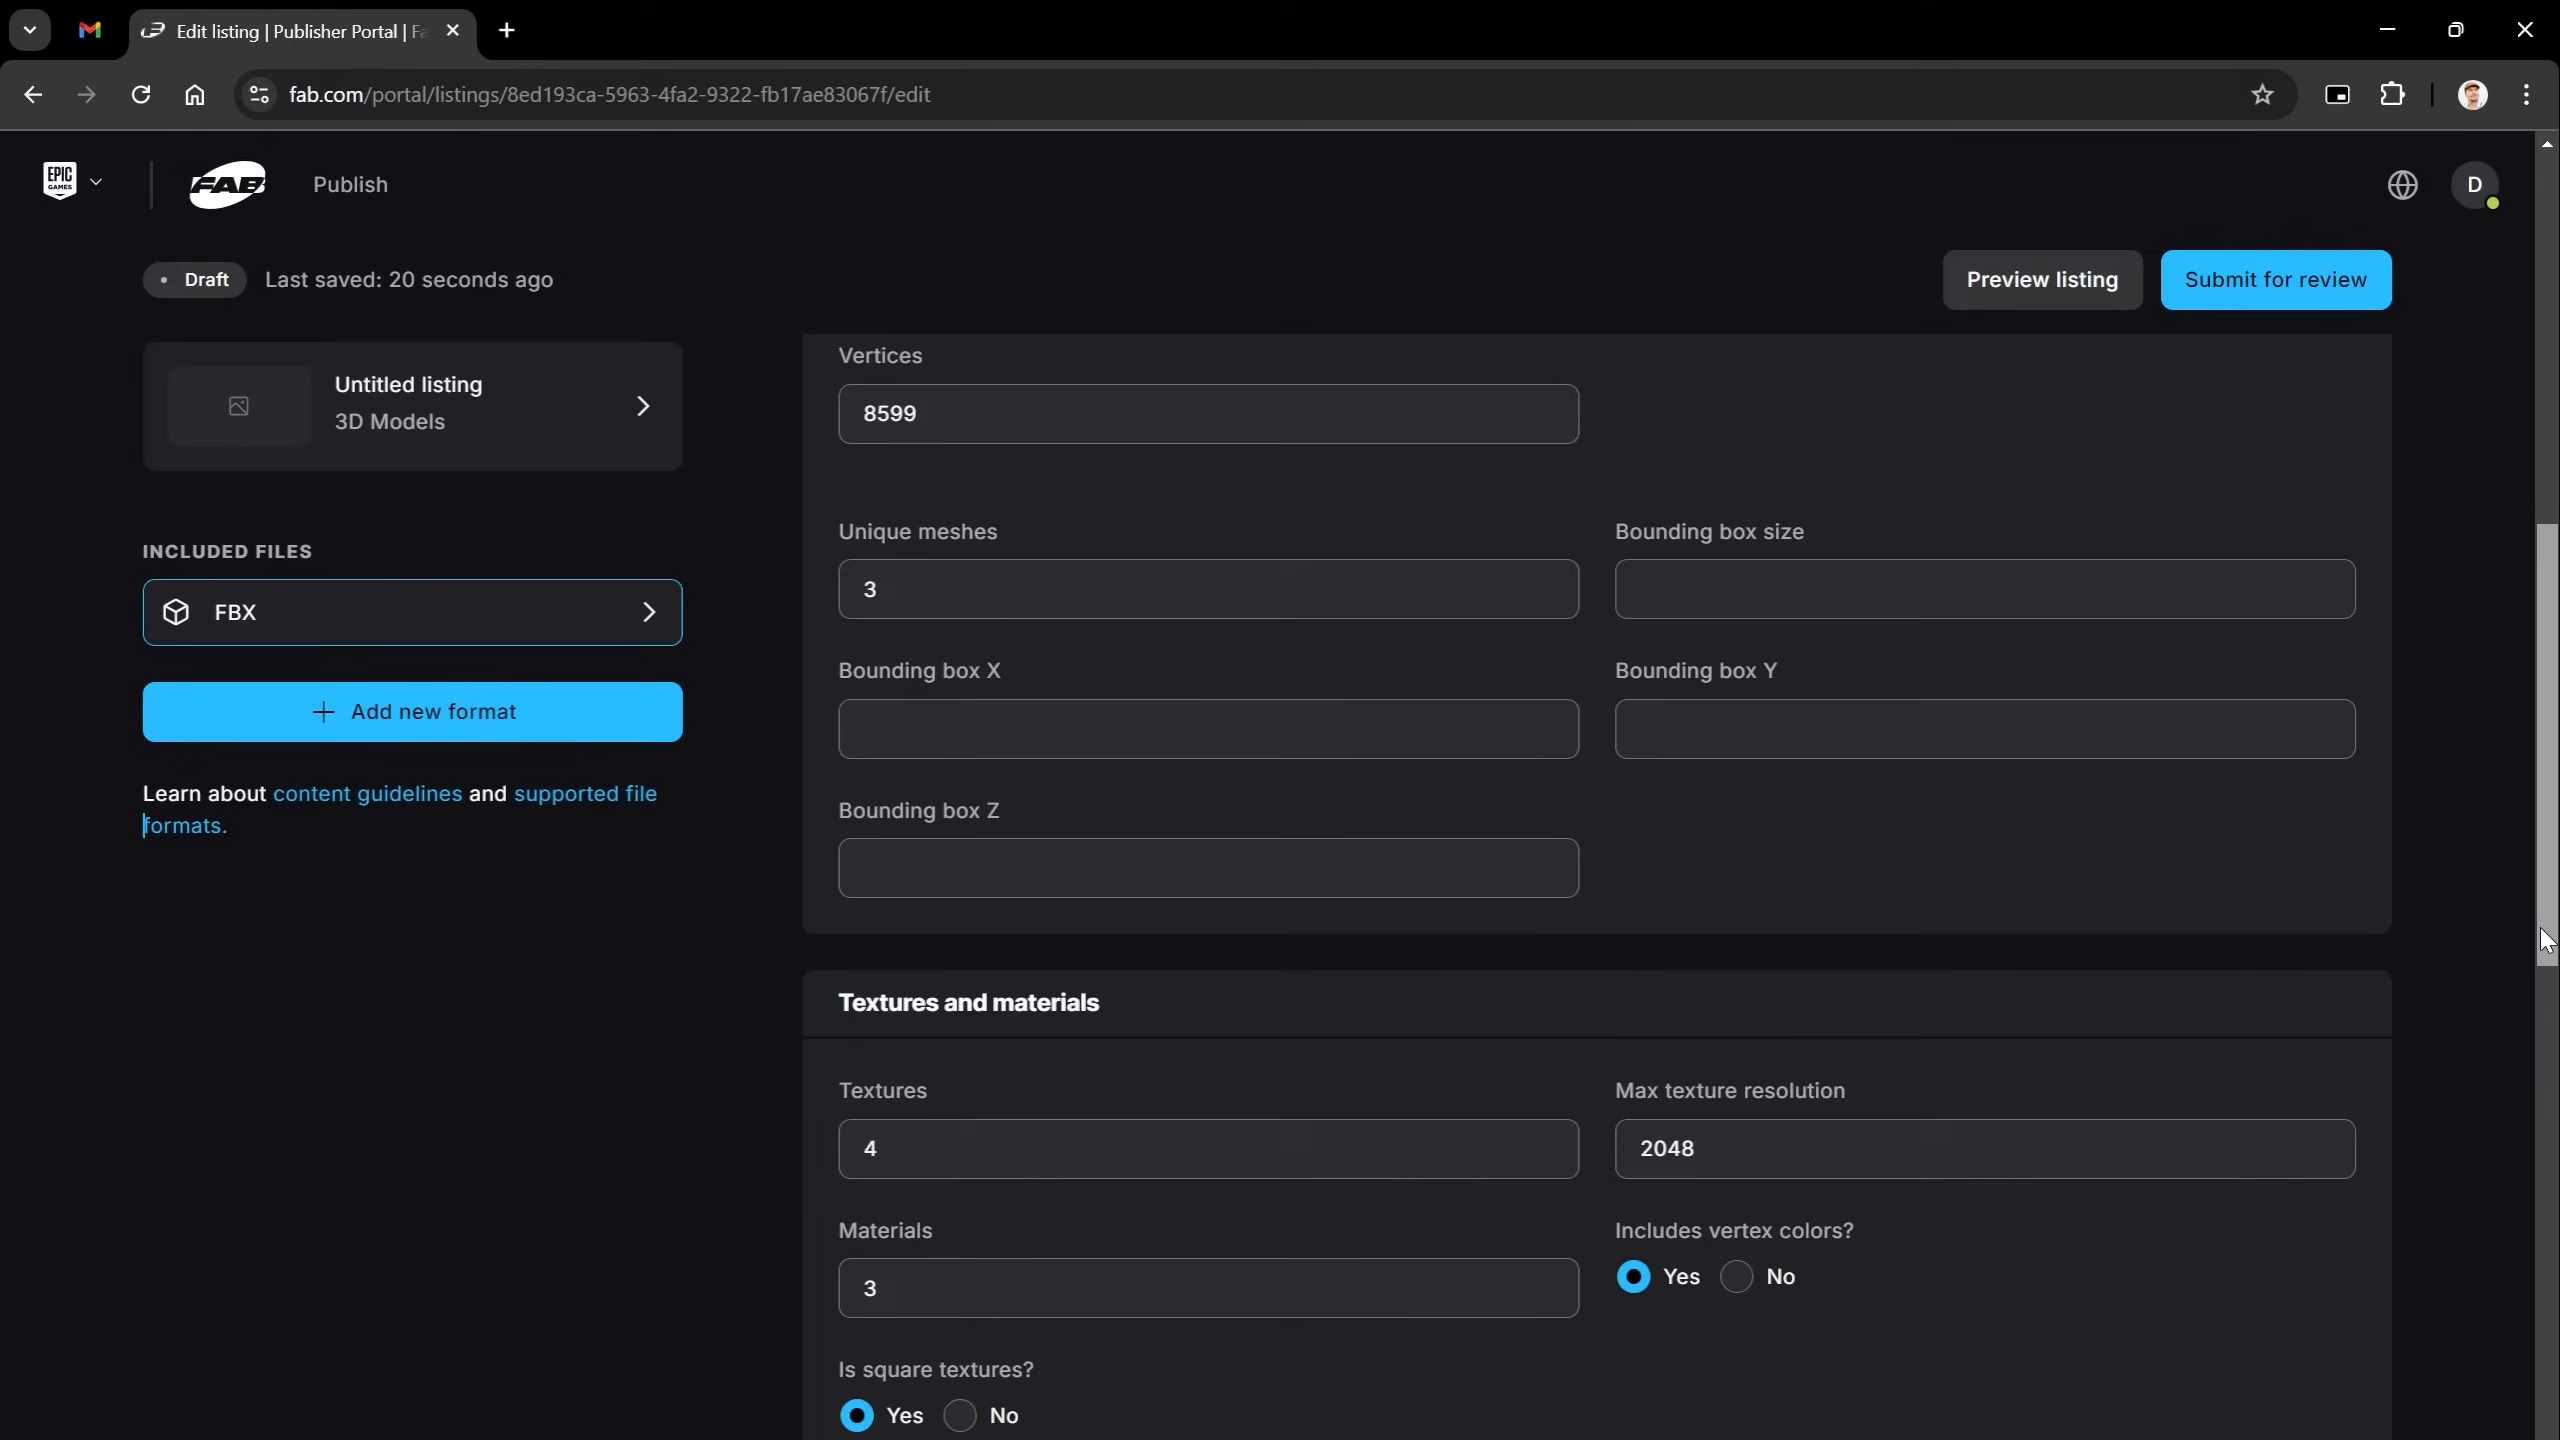 Edit listing | Publisher Portal | Fa
fab.com/portal/listings/8ed193ca-5963-4fa2-9322-fb17ae83067f/edit
EPIC
GAMES
FAB
Publish
D
Draft
Last saved: 20 seconds ago
Preview listing
Submit for review
Untitled listing
3D Models
INCLUDED FILES
FBX
Add new format
Learn about content guidelines and supported file
formats.
Vertices
8599
Unique meshes
Bounding box size
3
Bounding box X
Bounding box Y
Bounding box Z
Textures and materials
Textures
Max texture resolution
4
2048
Materials
Includes vertex colors?
3
Yes
No
Is square textures?
Yes
No